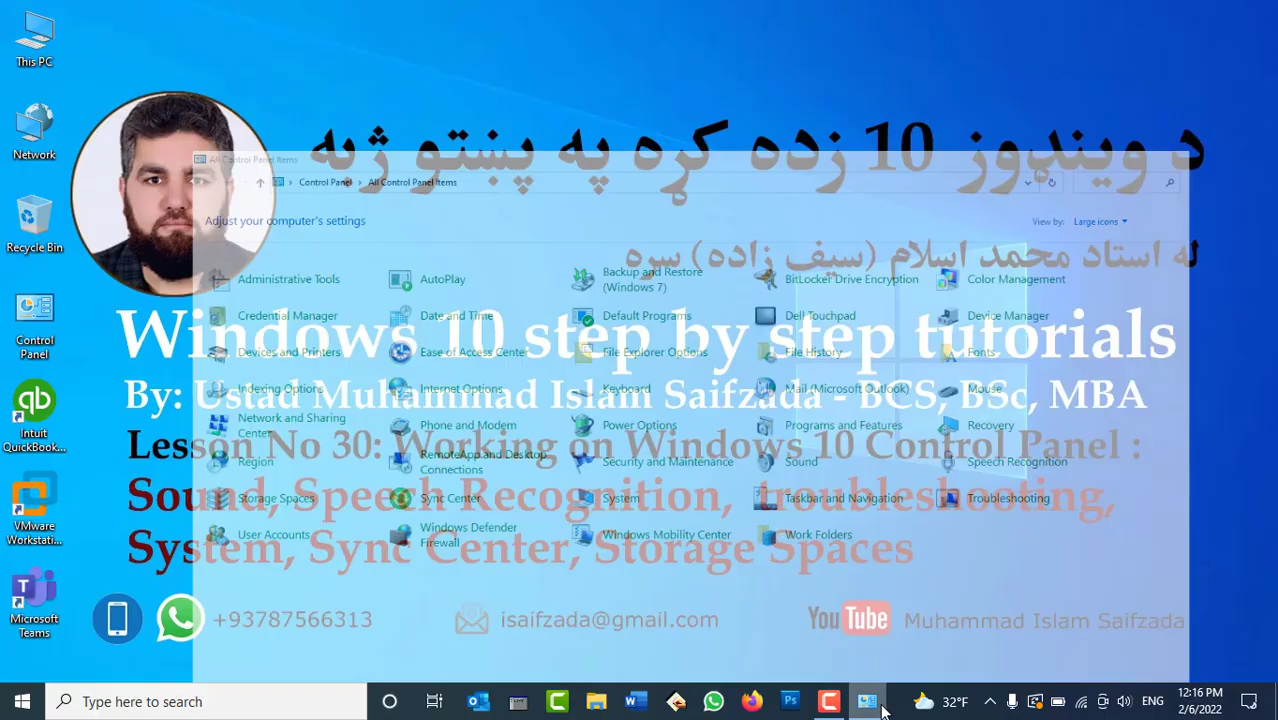 This PC
Network
Recycle Bin
Control
Panel
Intuit
QuickBook...
VMware
Workstati...
Microsoft
Teams
د وینډوز 10 زده کړه په پښتو ژبه
له استاد محمد اسلام (سیف زاده) سره
Windows 10 step by step tutorials
By: Ustad Muhammad Islam Saifzada - BCS, BSc, MBA
Lesson No 30: Working on Windows 10 Control Panel :
Sound, Speech Recognition, Troubleshooting,
System, Sync Center, Storage Spaces
+93787566313
isaifzada@gmail.com
YouTube
Muhammad Islam Saifzada
All Control Panel Items
Control Panel
All Control Panel Items
Adjust your computer's settings
View by: Large icons
Administrative Tools
AutoPlay
Backup and Restore
(Windows 7)
BitLocker Drive Encryption
Color Management
Credential Manager
Date and Time
Default Programs
Dell Touchpad
Device Manager
Devices and Printers
Ease of Access Center
File Explorer Options
File History
Fonts
Indexing Options
Internet Options
Keyboard
Mail (Microsoft Outlook)
Mouse
Network and Sharing
Center
Phone and Modem
Power Options
Programs and Features
Recovery
Region
RemoteApp and Desktop
Connections
Security and Maintenance
Sound
Speech Recognition
Storage Spaces
Sync Center
System
Taskbar and Navigation
Troubleshooting
User Accounts
Windows Defender
Firewall
Windows Mobility Center
Work Folders
Type here to search
32°F
ENG
12:16 PM
2/6/2022